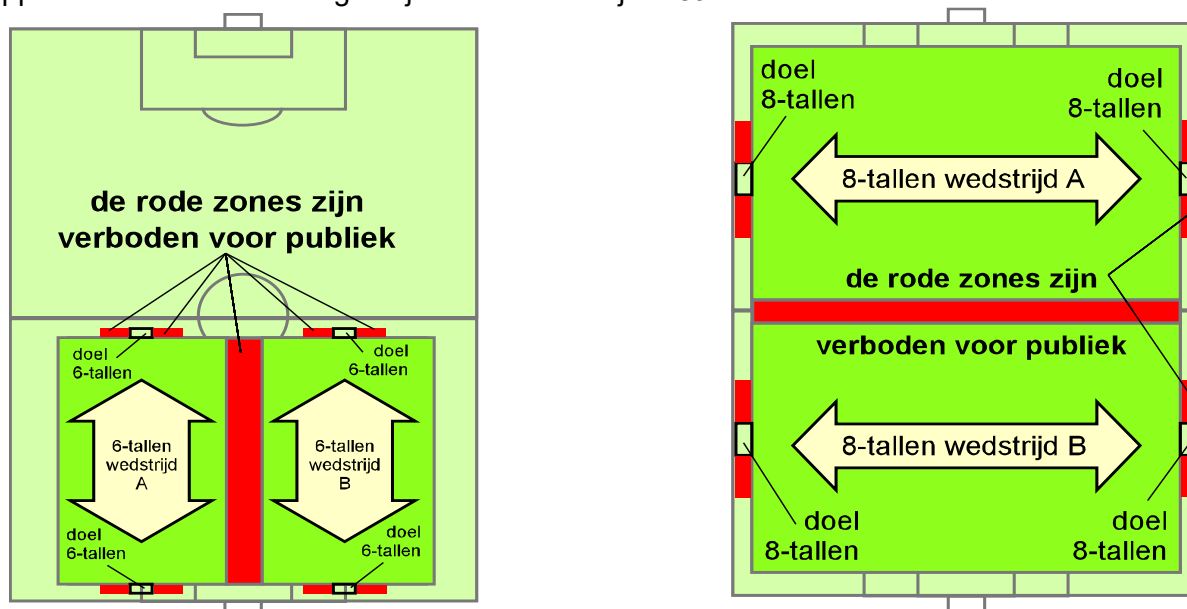 de rode zones zijn
verboden voor publiek
doel
6-tallen
doel
6-tallen
6-tallen
wedstrijd
A
6-tallen
wedstrijd
B
doel
6-tallen
doel
6-tallen
doel
8-tallen
doel
8-tallen
8-tallen wedstrijd A
de rode zones zijn
verboden voor publiek
8-tallen wedstrijd B
doel
8-tallen
doel
8-tallen